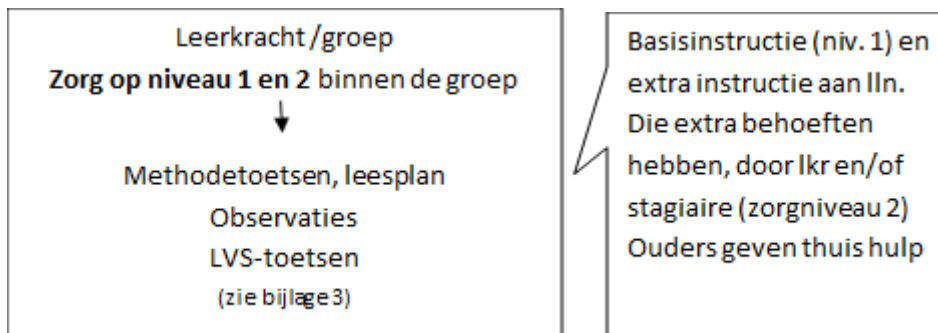 Leerkracht /groep
Zorg op niveau 1 en 2 binnen de groep
Methodetoetsen, leesplan
Observaties
LVS-toetsen
(zie bijlage 3)
Basisinstructie (niv. 1) en
extra instructie aan lln.
Die extra behoeften
hebben, door lkr en/of
stagiaire (zorgniveau 2)
Ouders geven thuis hulp